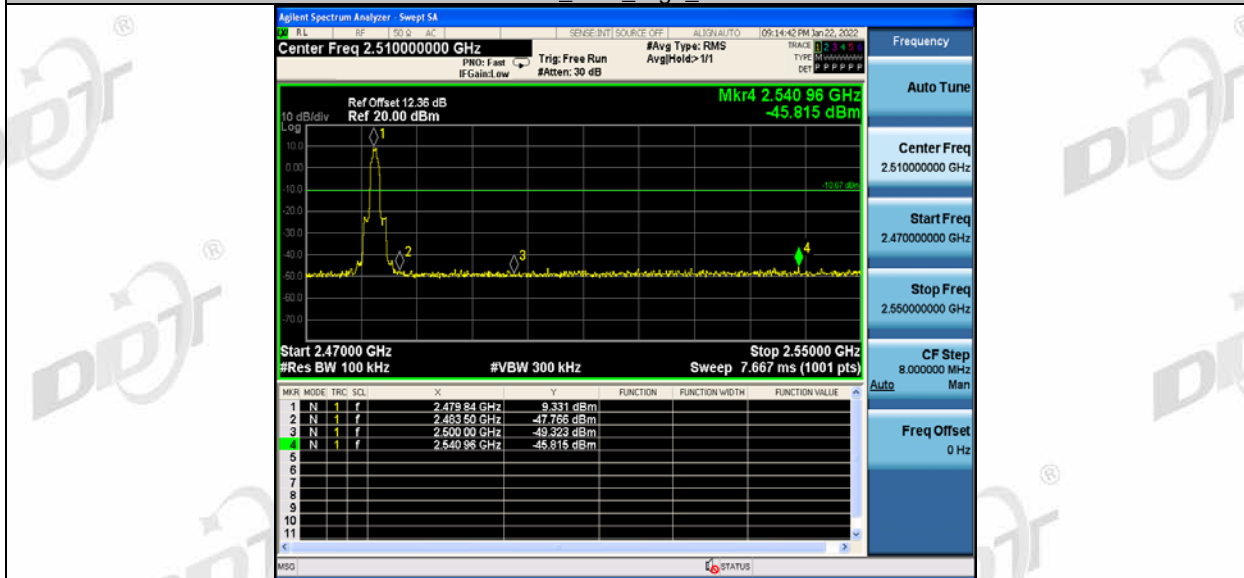 Agilent Spectrum Analyzer - Swept SA
RL RF 50 Ω AC SENSE:INT SOURCE OFF ALIGNAUTO 09:14:42 PM Jan 22, 2022
Center Freq 2.510000000 GHz
PNO: Fast
IFGain:Low
Trig: Free Run
#Atten: 30 dB
#Avg Type: RMS
Avg|Hold:> 1/1
TRACE 1 2 3 4 5 6
TYPE M
DET P P P P P P
Frequency
Auto Tune
Center Freq
2.510000000 GHz
Start Freq
2.470000000 GHz
Stop Freq
2.550000000 GHz
CF Step
8.000000 MHz
Auto Man
Freq Offset
0 Hz
Mkr4 2.540 96 GHz
-45.815 dBm
Ref Offset 12.36 dB
10 dB/div Ref 20.00 dBm
Log
10.0
0.00
-10.0
-20.0
-30.0
-40.0
-50.0
-60.0
-70.0
1
2
3
4
-10.67 dBm
Start 2.47000 GHz Stop 2.55000 GHz
#Res BW 100 kHz #VBW 300 kHz Sweep 7.667 ms (1001 pts)
MKR MODE TRC SCL X Y FUNCTION FUNCTION WIDTH FUNCTION VALUE
1 N 1 f 2.479 84 GHz 9.331 dBm
2 N 1 f 2.483 50 GHz -47.766 dBm
3 N 1 f 2.500 00 GHz -49.323 dBm
4 N 1 f 2.540 96 GHz -45.815 dBm
5
6
7
8
9
10
11
MSG STATUS
DDT
®